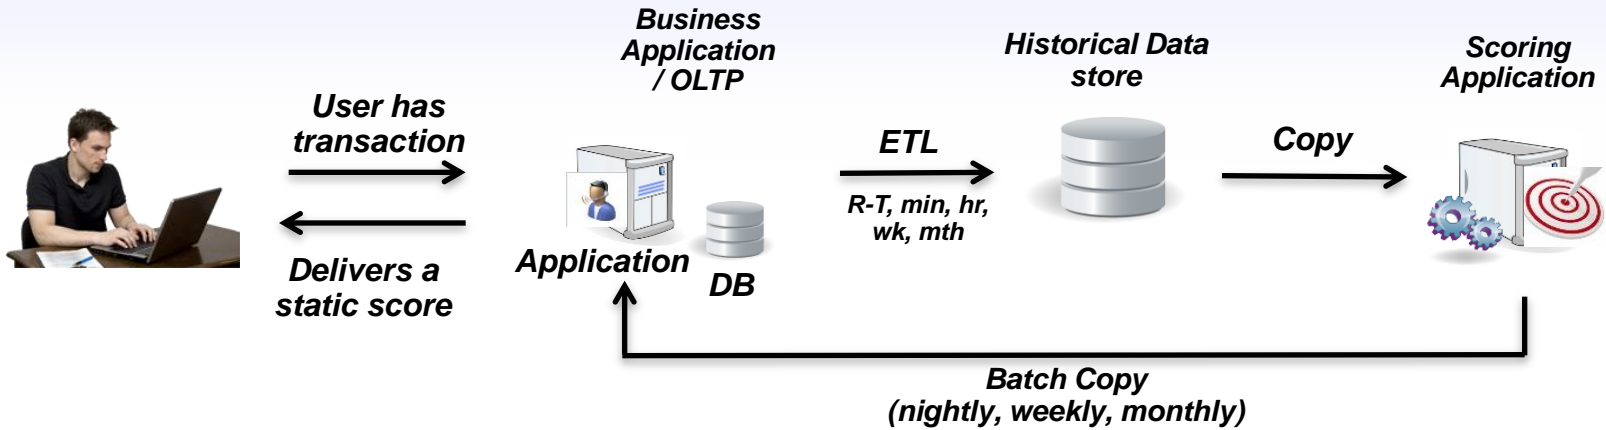 Business
Application
/ OLTP
Historical Data
store
Scoring
Application
User has
transaction
ETL
Copy
R-T, min, hr,
wk, mth
Application
DB
Delivers a
static score
Batch Copy
(nightly, weekly, monthly)